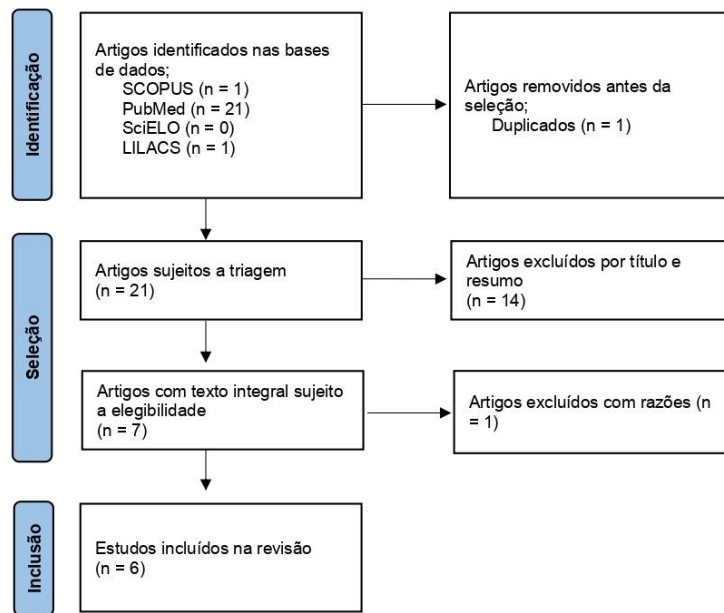 Identificação
Artigos identificados nas bases
de dados;
SCOPUS (n = 1)
PubMed (n = 21)
SciELO (n = 0)
LILACS (n = 1)
Artigos removidos antes da
seleção;
Duplicados (n = 1)
Seleção
Artigos sujeitos a triagem
(n = 21)
Artigos excluídos por título e
resumo
(n = 14)
Artigos com texto integral sujeito
a elegibilidade
(n = 7)
Artigos excluídos com razões (n
= 1)
Inclusão
Estudos incluídos na revisão
(n = 6)